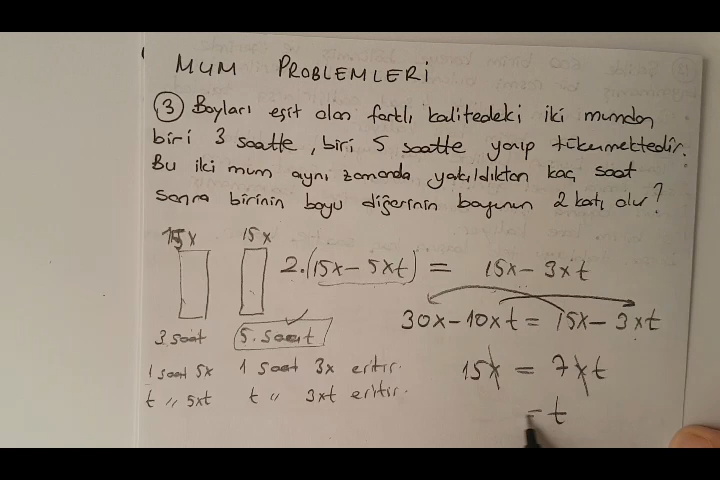 MUM PROBLEMLERİ
③ Boyları eşit olan farklı kalitedeki iki mumdan
biri 3 saatte, biri 5 saatte yanıp tükenmektedir.
Bu iki mum aynı zamanda yakıldıktan kaç saat
sonra birinin boyu diğerinin boyunun 2 katı olur?
15x 15x 2.(15x-5xt) = 15x-3xt
30x-10xt = 15x-3xt
3 saat 5. saat
1 saat 5x 1 saat 3x eritir. 15x = 7xt
t " 5xt t " 3xt eritir.
= t